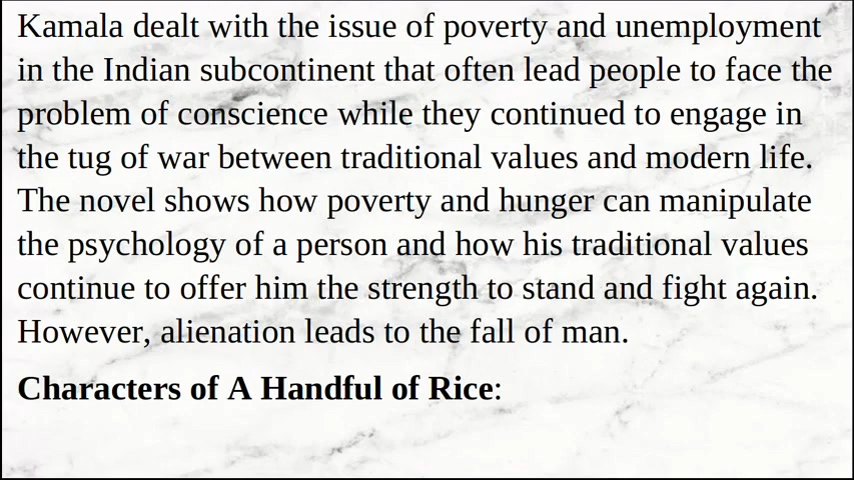 Kamala dealt with the issue of poverty and unemployment
in the Indian subcontinent that often lead people to face the
problem of conscience while they continued to engage in
the tug of war between traditional values and modern life.
The novel shows how poverty and hunger can manipulate
the psychology of a person and how his traditional values
continue to offer him the strength to stand and fight again.
However, alienation leads to the fall of man.
Characters of A Handful of Rice: